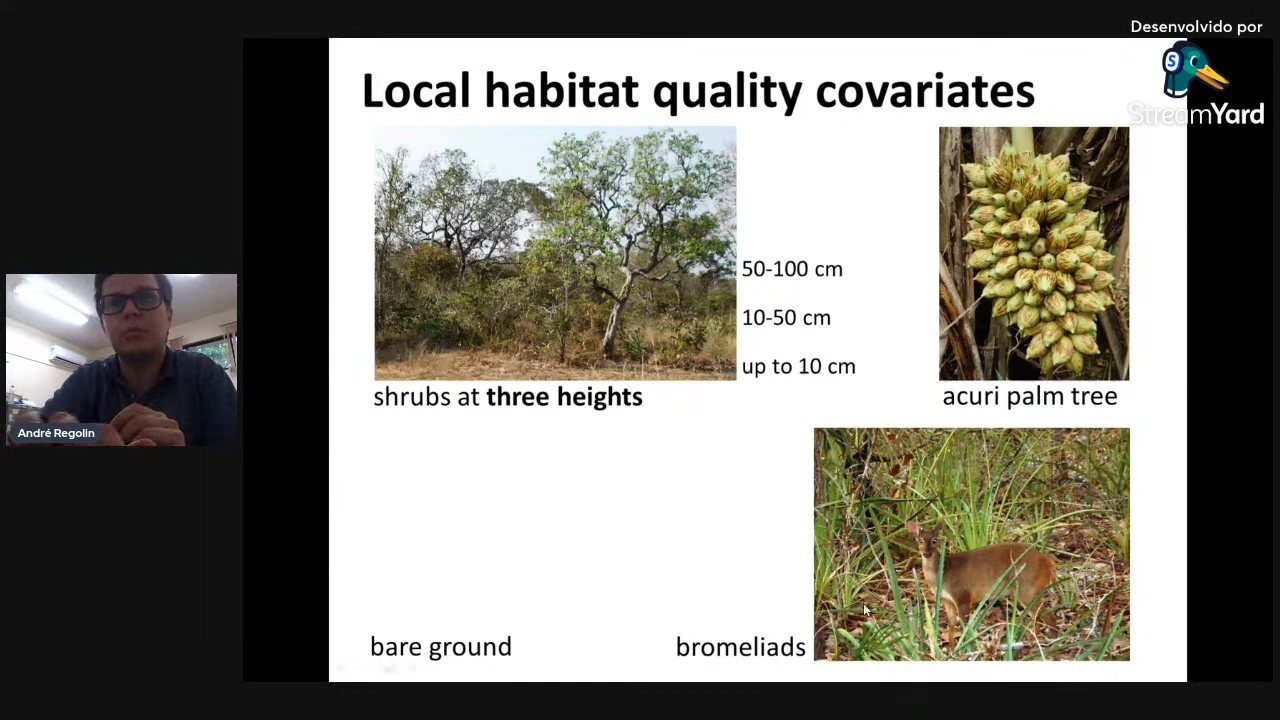 Desenvolvido por
S
StreamYard
Local habitat quality covariates
50-100 cm
10-50 cm
up to 10 cm
shrubs at three heights
acuri palm tree
André Regolin
bare ground
bromeliads